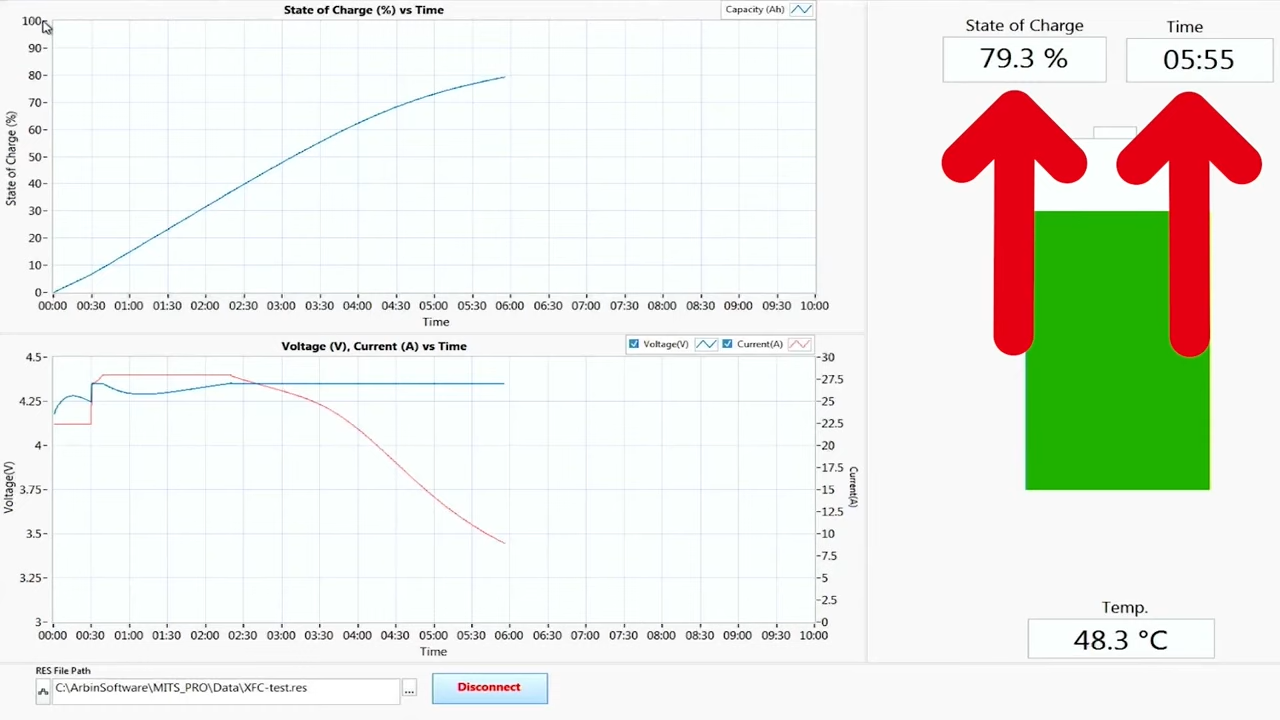 State of Charge (%) vs Time
Capacity (Ah)
100
90
80
70
60
50
40
30
20
10
0
State of Charge (%)
00:00 00:30 01:00 01:30 02:00 02:30 03:00 03:30 04:00 04:30 05:00 05:30 06:00 06:30 07:00 07:30 08:00 08:30 09:00 09:30 10:00
Time
Voltage (V), Current (A) vs Time
Voltage(V) Current(A)
4.5
4.25
4
3.75
3.5
3.25
3
Voltage(V)
30
27.5
25
22.5
20
17.5
15
12.5
10
7.5
5
2.5
0
Current(A)
00:00 00:30 01:00 01:30 02:00 02:30 03:00 03:30 04:00 04:30 05:00 05:30 06:00 06:30 07:00 07:30 08:00 08:30 09:00 09:30 10:00
Time
State of Charge
79.3 %
Time
05:55
Temp.
48.3 °C
RES File Path
C:\ArbinSoftware\MITS_PRO\Data\XFC-test.res
...
Disconnect